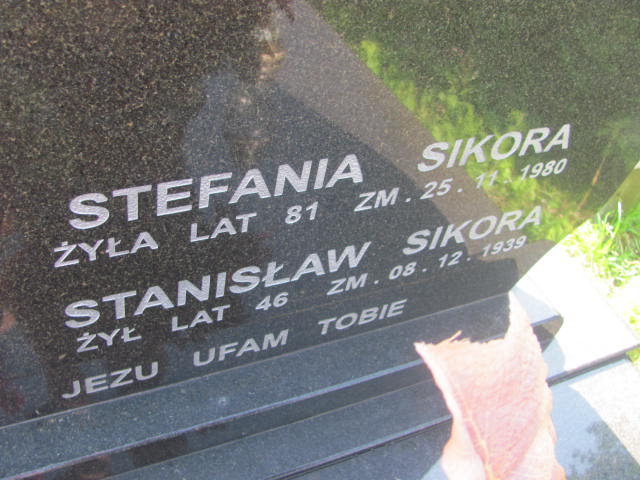 STEFANIA SIKORA
ŻYŁA LAT 81 ZM. 25.11.1980
STANISŁAW SIKORA
ŻYŁ LAT 46 ZM. 08.12.1939
JEZU UFAM TOBIE